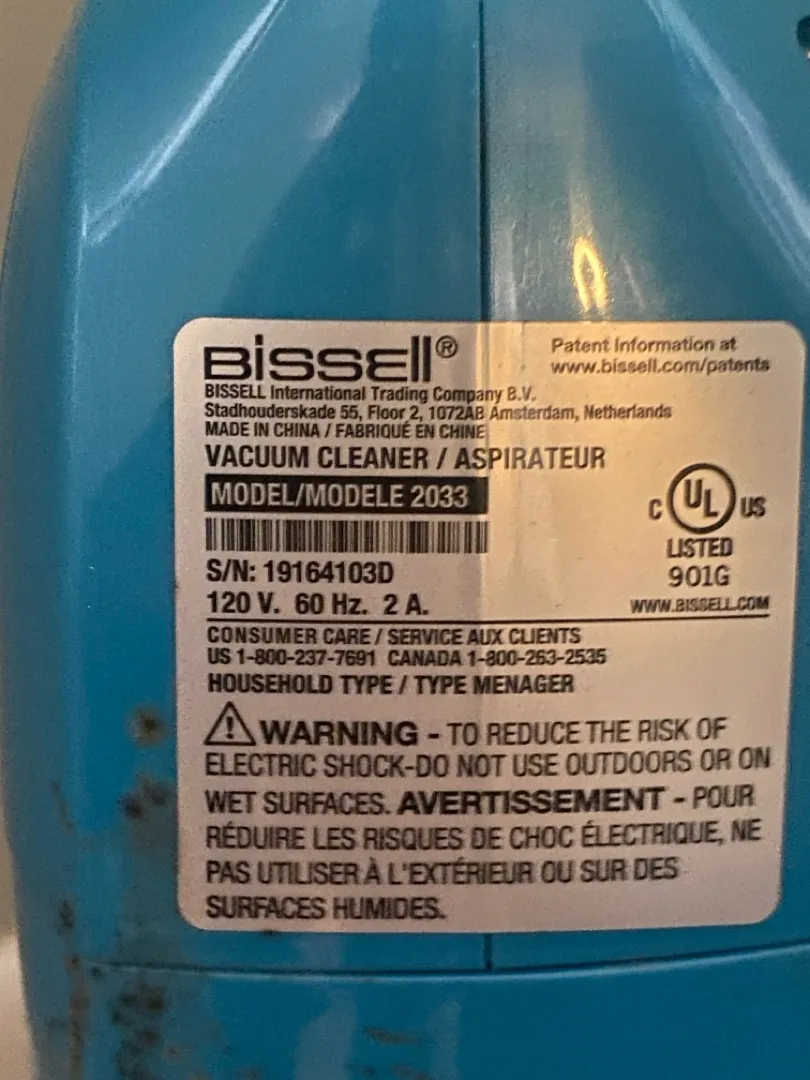 BISSELL®
Patent Information at
www.bissell.com/patents
BISSELL International Trading Company B.V.
Stadhouderskade 55, Floor 2, 1072AB Amsterdam, Netherlands
MADE IN CHINA / FABRIQUÉ EN CHINE
VACUUM CLEANER / ASPIRATEUR
MODEL/MODELE 2033
C UL US
LISTED
901G
S/N: 19164103D
120 V. 60 Hz. 2 A.
WWW.BISSELL.COM
CONSUMER CARE / SERVICE AUX CLIENTS
US 1-800-237-7691 CANADA 1-800-263-2535
HOUSEHOLD TYPE / TYPE MENAGER
WARNING - TO REDUCE THE RISK OF
ELECTRIC SHOCK-DO NOT USE OUTDOORS OR ON
WET SURFACES. AVERTISSEMENT - POUR
RÉDUIRE LES RISQUES DE CHOC ÉLECTRIQUE, NE
PAS UTILISER À L'EXTÉRIEUR OU SUR DES
SURFACES HUMIDES.